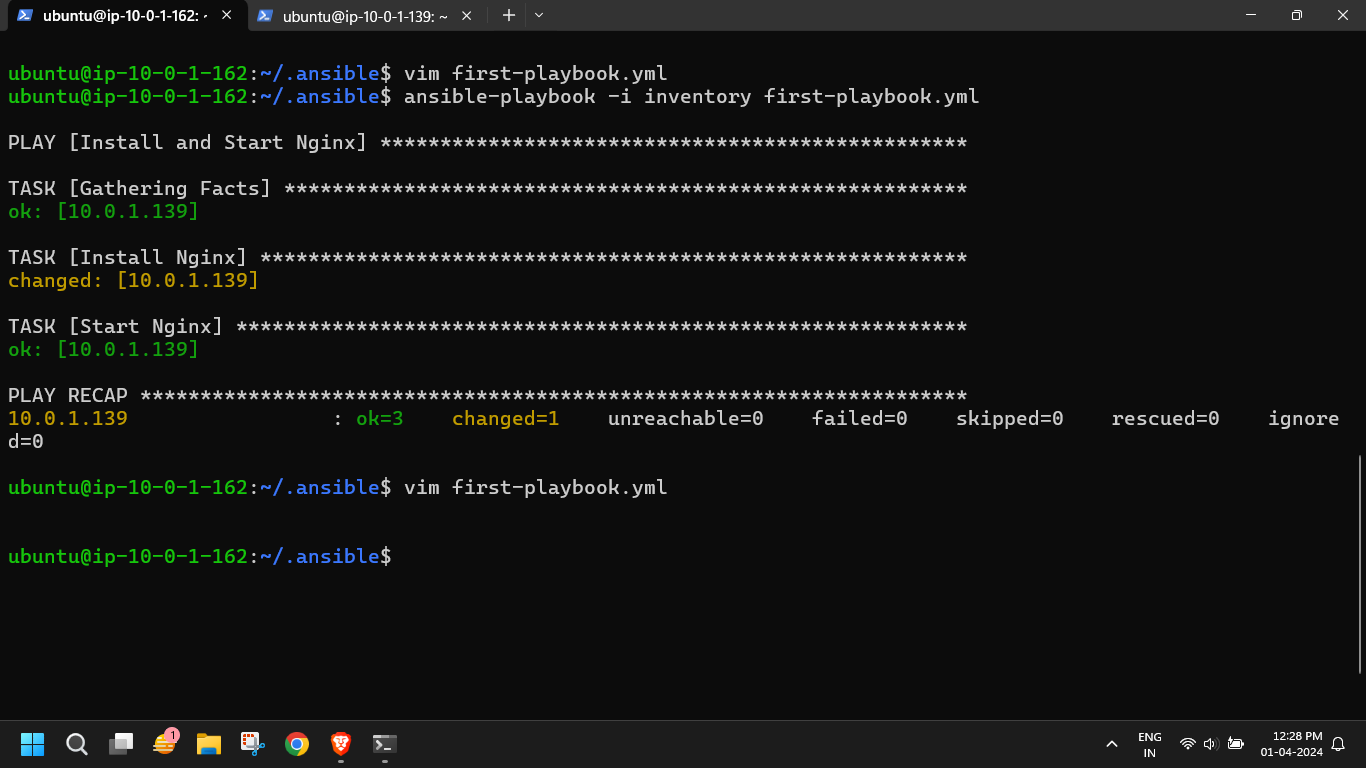 ubuntu@ip-10-0-1-162: ~
ubuntu@ip-10-0-1-139: ~
ubuntu@ip-10-0-1-162:~/.ansible$ vim first-playbook.yml
ubuntu@ip-10-0-1-162:~/.ansible$ ansible-playbook -i inventory first-playbook.yml
PLAY [Install and Start Nginx] *************************************************
TASK [Gathering Facts] *********************************************************
ok: [10.0.1.139]
TASK [Install Nginx] ***********************************************************
changed: [10.0.1.139]
TASK [Start Nginx] *************************************************************
ok: [10.0.1.139]
PLAY RECAP *********************************************************************
10.0.1.139                 : ok=3    changed=1    unreachable=0    failed=0    skipped=0    rescued=0    ignore
d=0
ubuntu@ip-10-0-1-162:~/.ansible$ vim first-playbook.yml
ubuntu@ip-10-0-1-162:~/.ansible$
1
ENG
IN
12:28 PM
01-04-2024